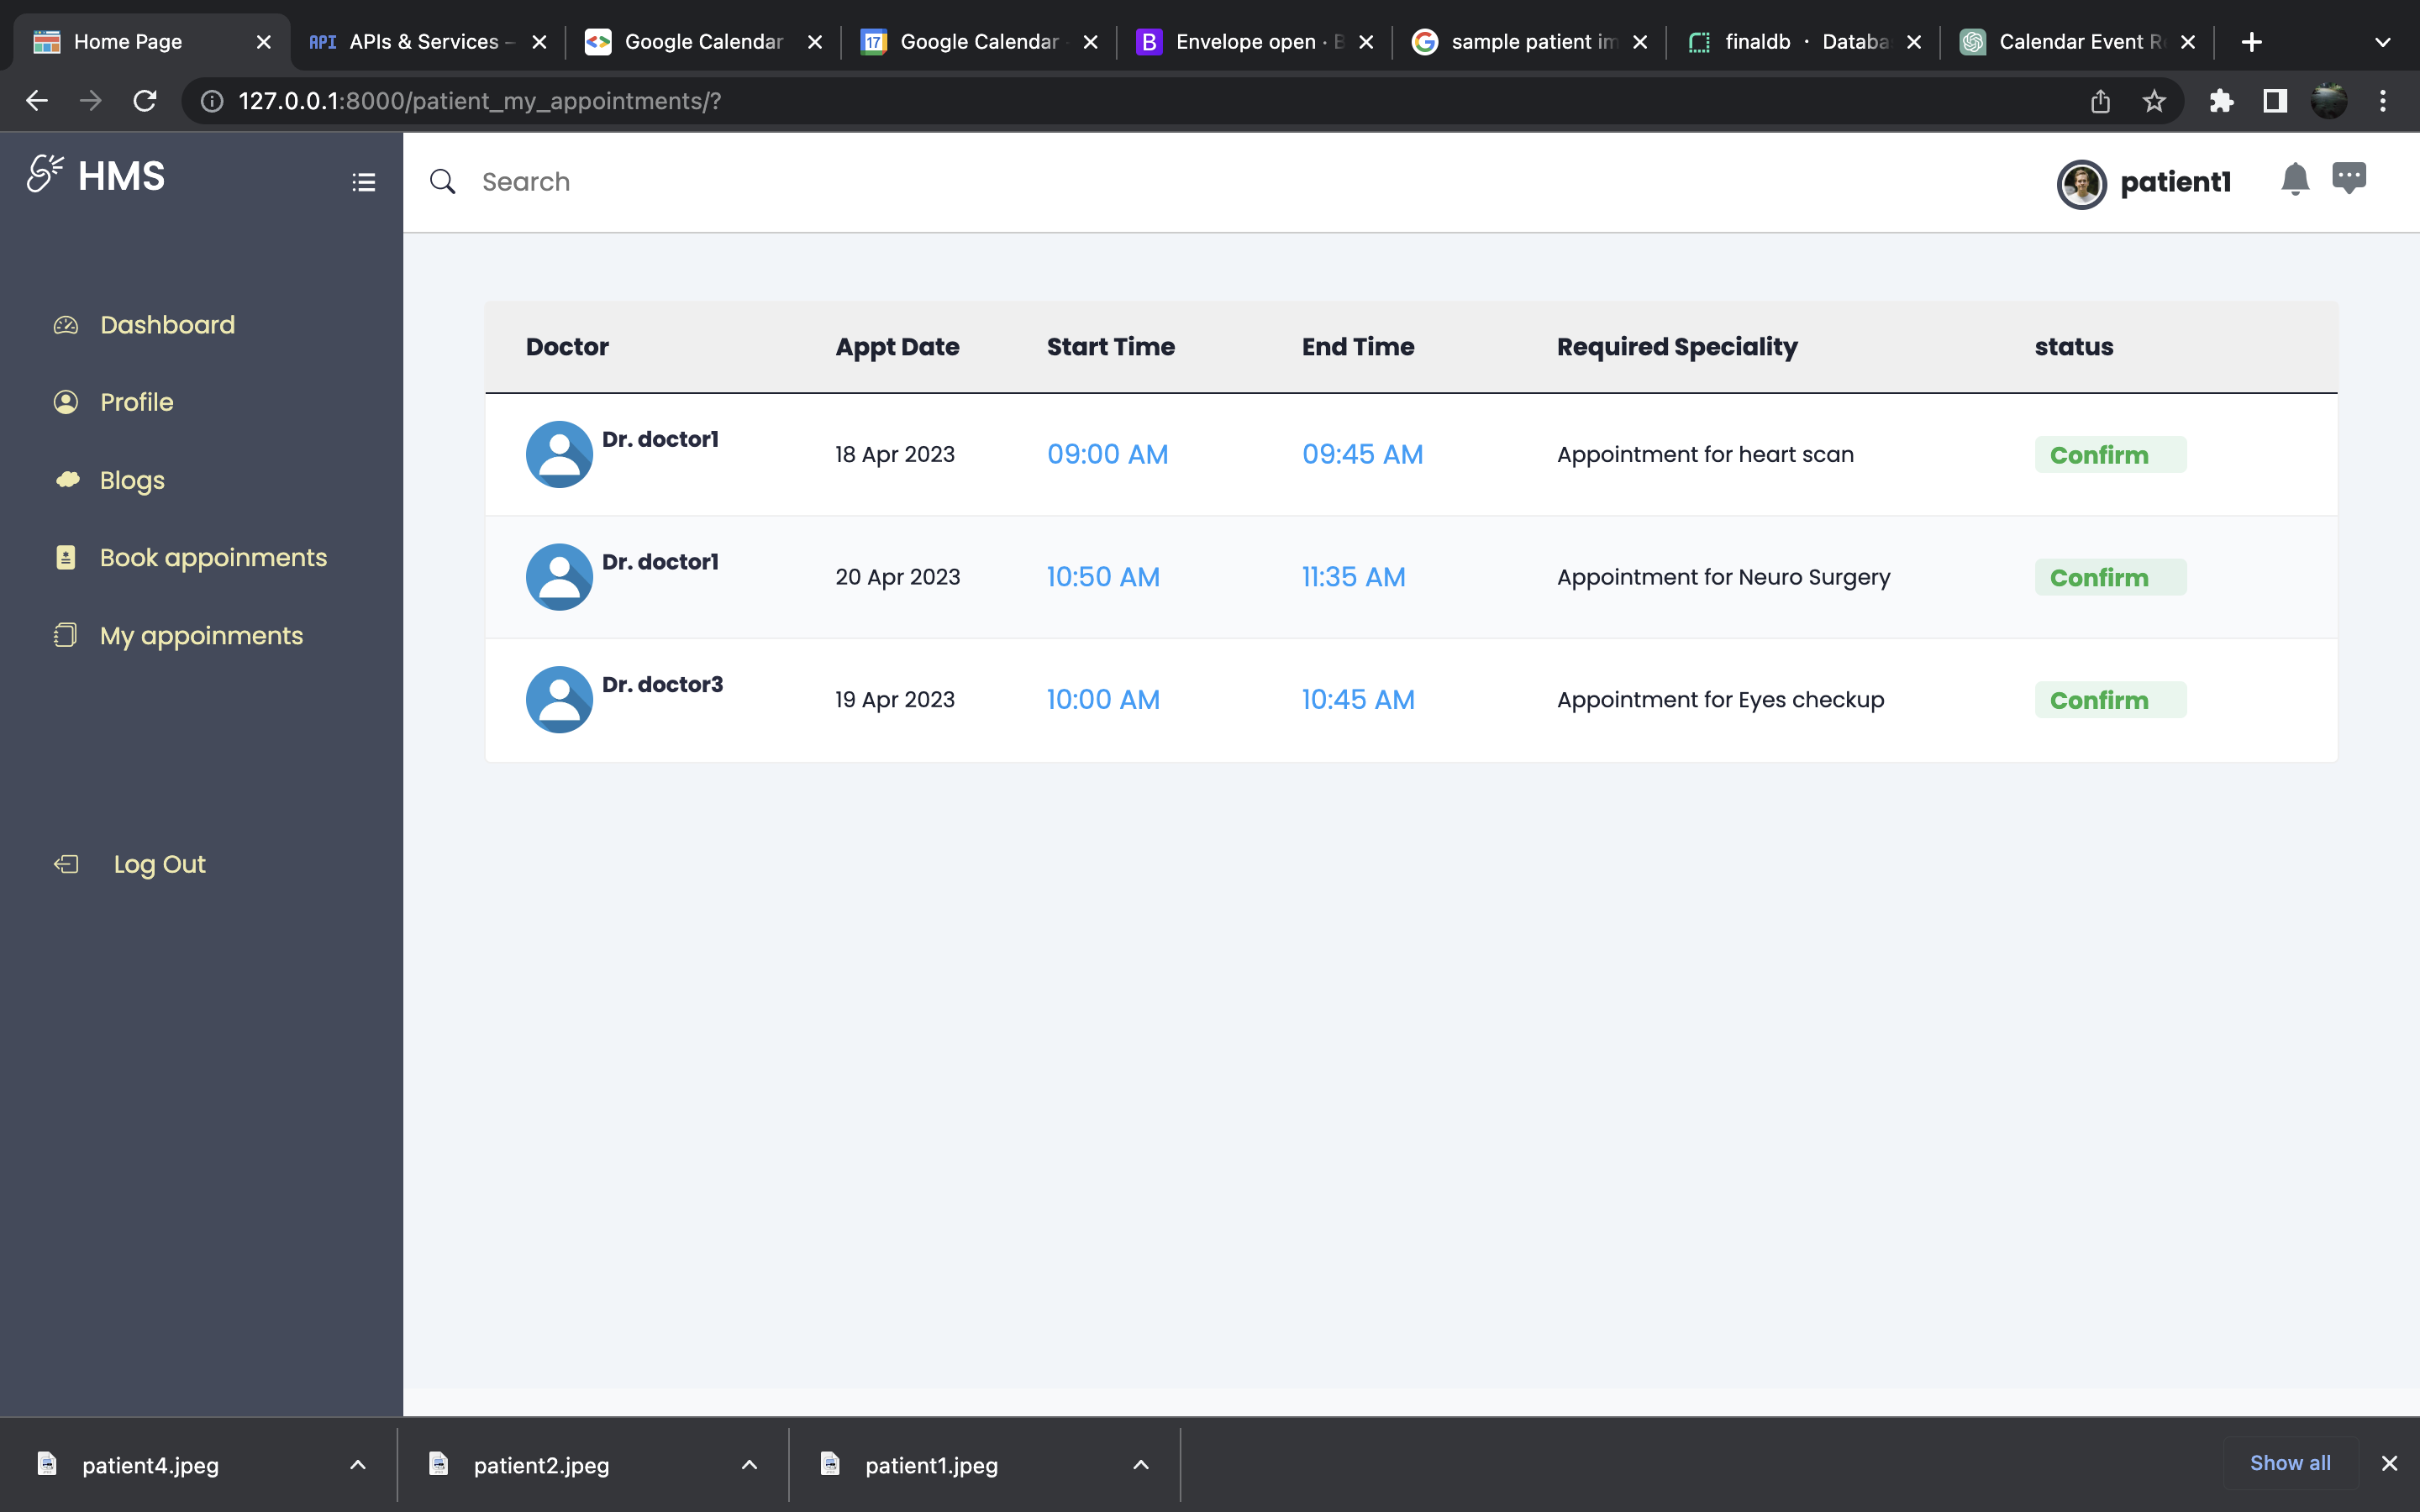 Home Page
API APIs & Services –
Google Calendar
17 Google Calendar
B Envelope open · B
G sample patient im
finaldb · Databa
Calendar Event R
127.0.0.1:8000/patient_my_appointments/?
HMS
Search
patient1
Dashboard
Profile
Blogs
Book appoinments
My appoinments
Log Out
Doctor Appt Date Start Time End Time Required Speciality status
Dr. doctor1 18 Apr 2023 09:00 AM 09:45 AM Appointment for heart scan Confirm
Dr. doctor1 20 Apr 2023 10:50 AM 11:35 AM Appointment for Neuro Surgery Confirm
Dr. doctor3 19 Apr 2023 10:00 AM 10:45 AM Appointment for Eyes checkup Confirm
patient4.jpeg
patient2.jpeg
patient1.jpeg
Show all